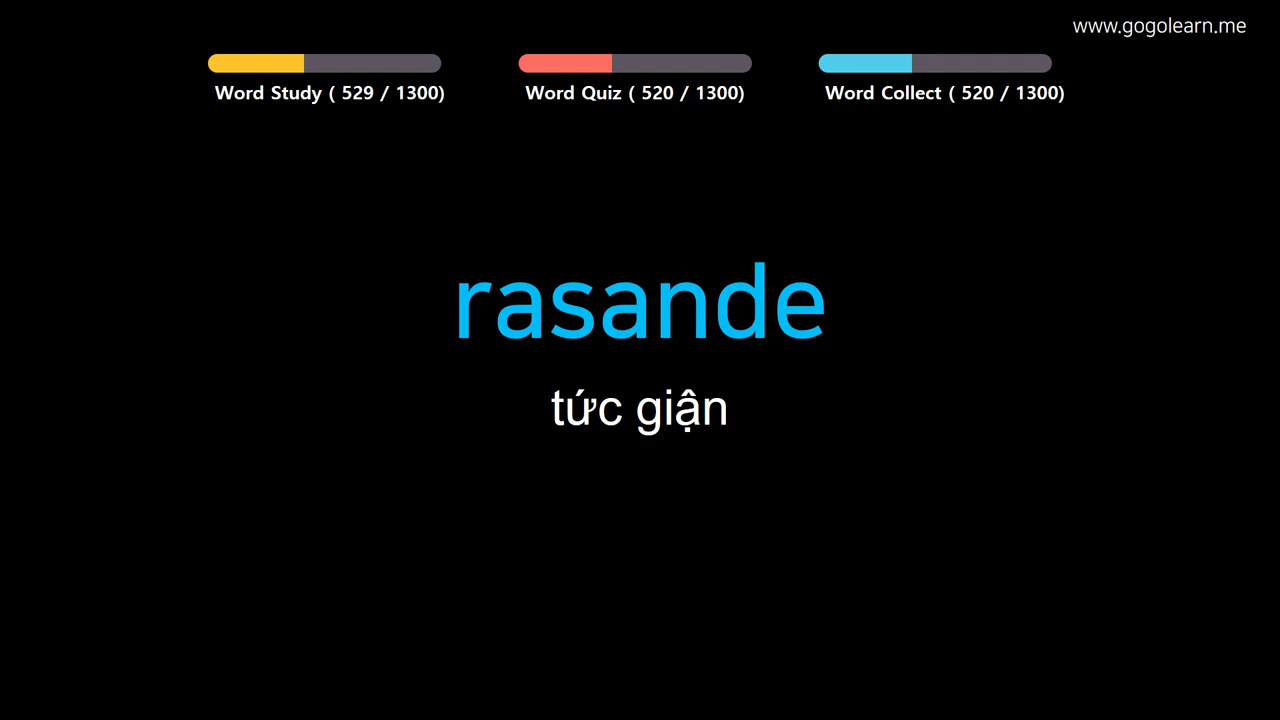 www.gogolearn.me
Word Study ( 529 / 1300)
Word Quiz ( 520 / 1300)
Word Collect ( 520 / 1300)
rasande
tức giận